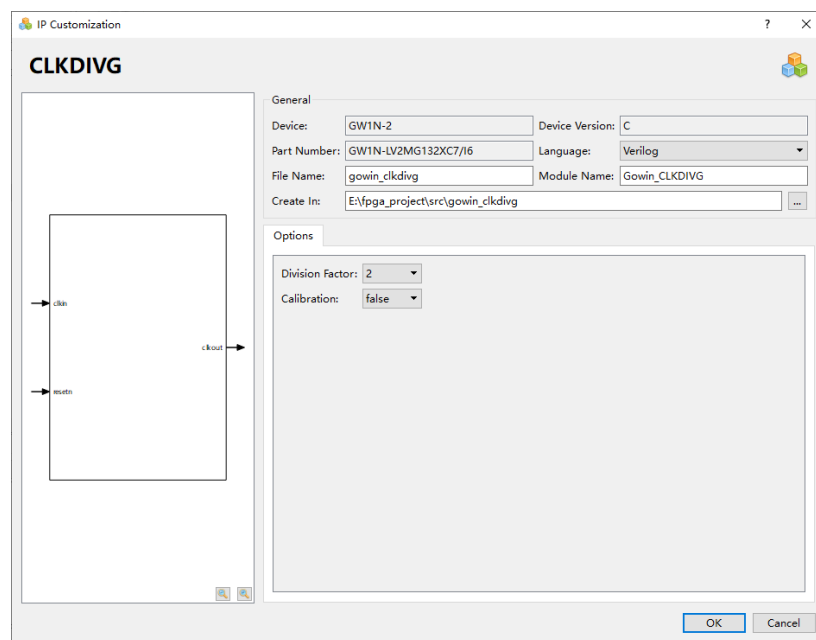 IP Customization
? ×
CLKDIVG
clkin
clkout
resetn
General
Device: GW1N-2 Device Version: C
Part Number: GW1N-LV2MG132XC7/I6 Language: Verilog
File Name: gowin_clkdivg Module Name: Gowin_CLKDIVG
Create In: E:\fpga_project\src\gowin_clkdivg ...
Options
Division Factor: 2
Calibration: false
OK Cancel